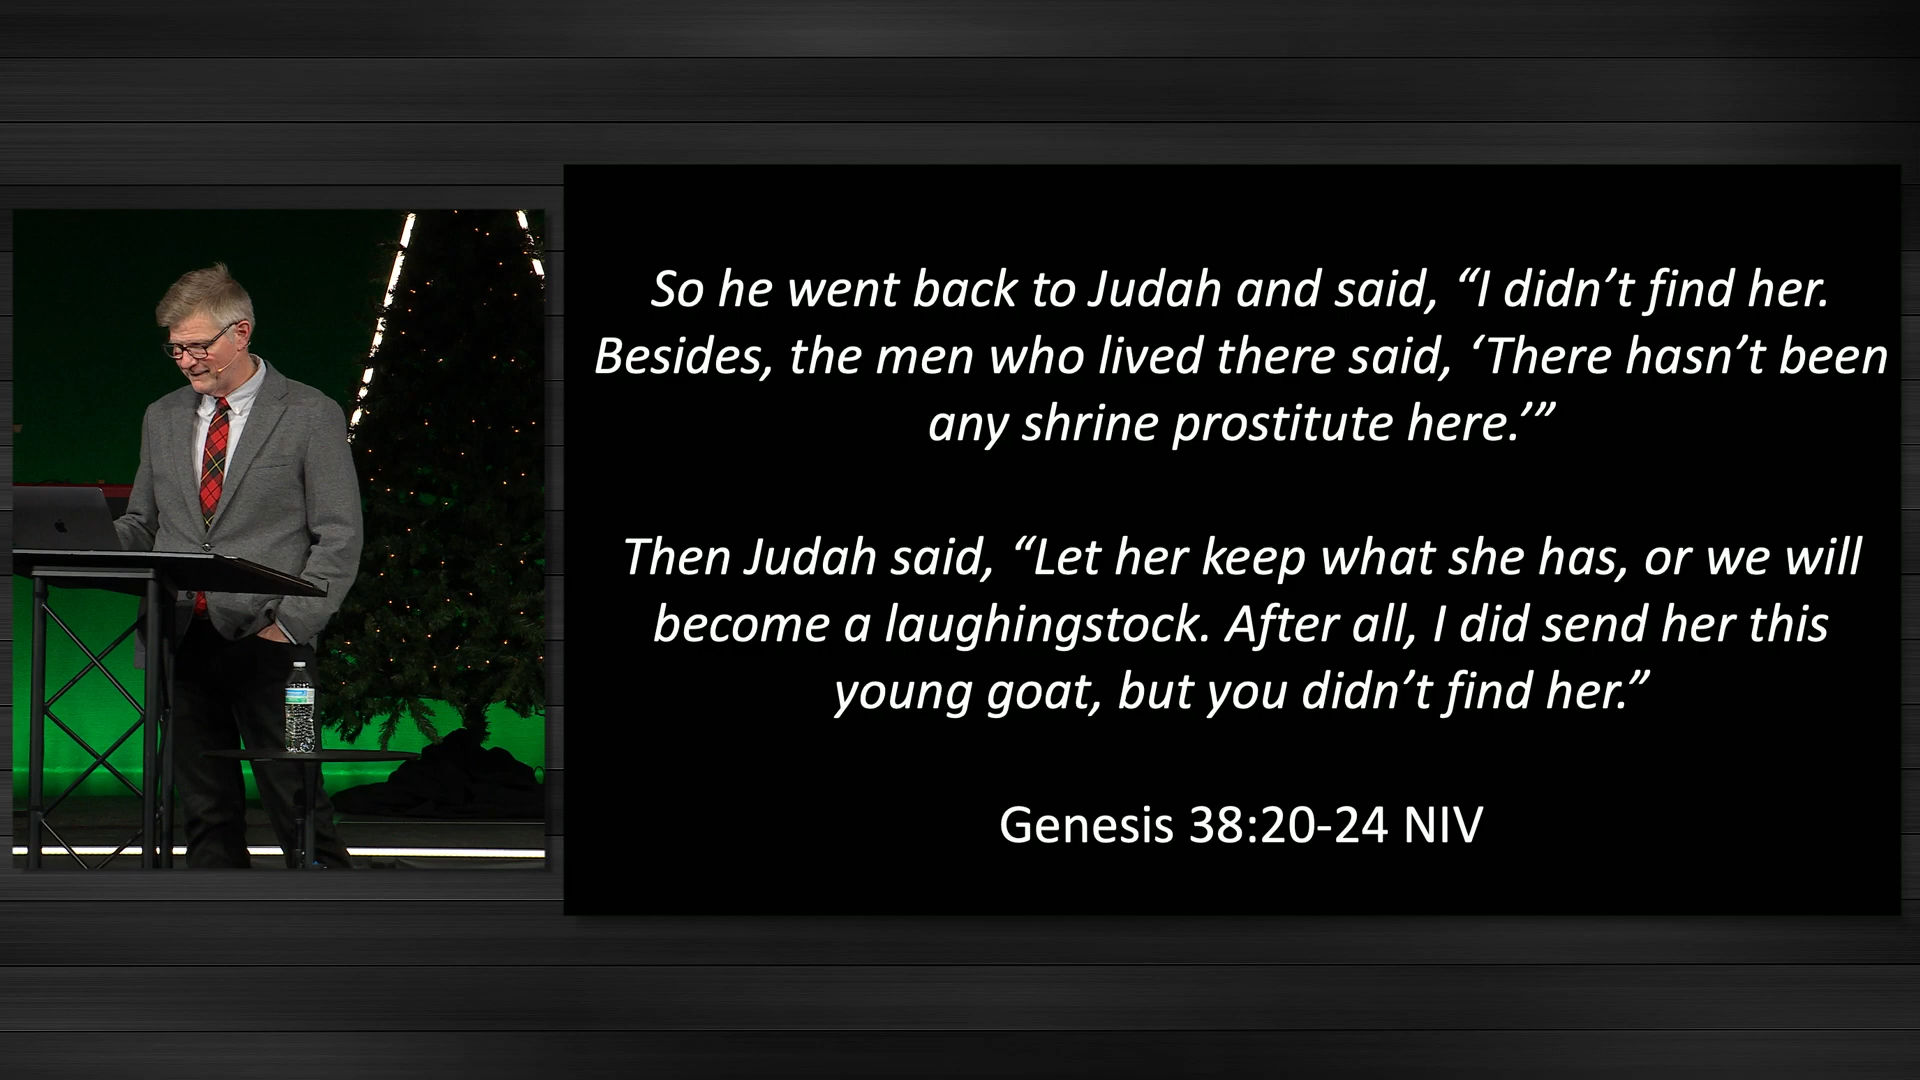 So he went back to Judah and said, “I didn’t find her.
Besides, the men who lived there said, ‘There hasn’t been
any shrine prostitute here.’”
Then Judah said, “Let her keep what she has, or we will
become a laughingstock. After all, I did send her this
young goat, but you didn’t find her.”
Genesis 38:20-24 NIV